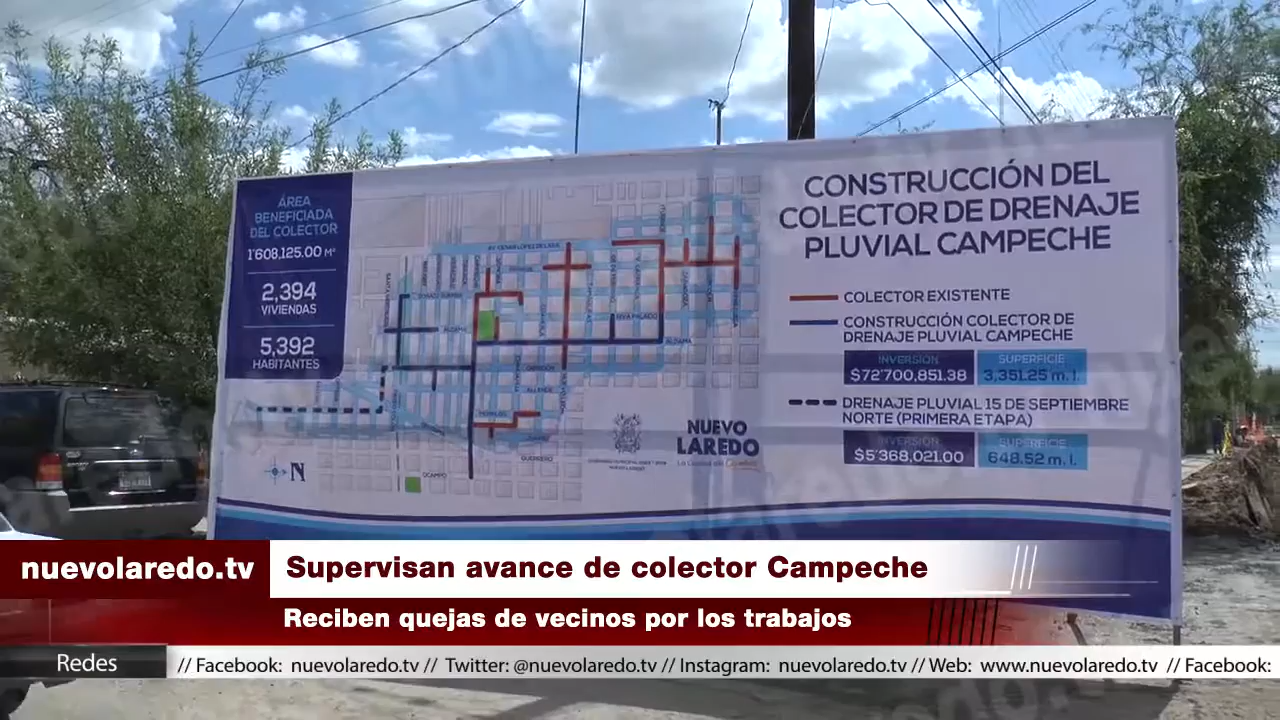 ÁREA
BENEFICIADA
DEL COLECTOR
1'608,125.00 M²
2,394
VIVIENDAS
5,392
HABITANTES
CONSTRUCCIÓN DEL
COLECTOR DE DRENAJE
PLUVIAL CAMPECHE
COLECTOR EXISTENTE
CONSTRUCCIÓN COLECTOR DE
DRENAJE PLUVIAL CAMPECHE
INVERSIÓN
SUPERFICIE
$72'700,851.38
3,351.25 m. l.
DRENAJE PLUVIAL 15 DE SEPTIEMBRE
NORTE (PRIMERA ETAPA)
INVERSIÓN
SUPERFICIE
$5'368,021.00
648.52 m. l.
ALDAMA
GUERRERO
OCAMPO
N
NUEVO
LAREDO
nuevolaredo.tv
Supervisan avance de colector Campeche
Reciben quejas de vecinos por los trabajos
Redes
// Facebook: nuevolaredo.tv // Twitter: @nuevolaredo.tv // Instagram: nuevolaredo.tv // Web: www.nuevolaredo.tv // Facebook: